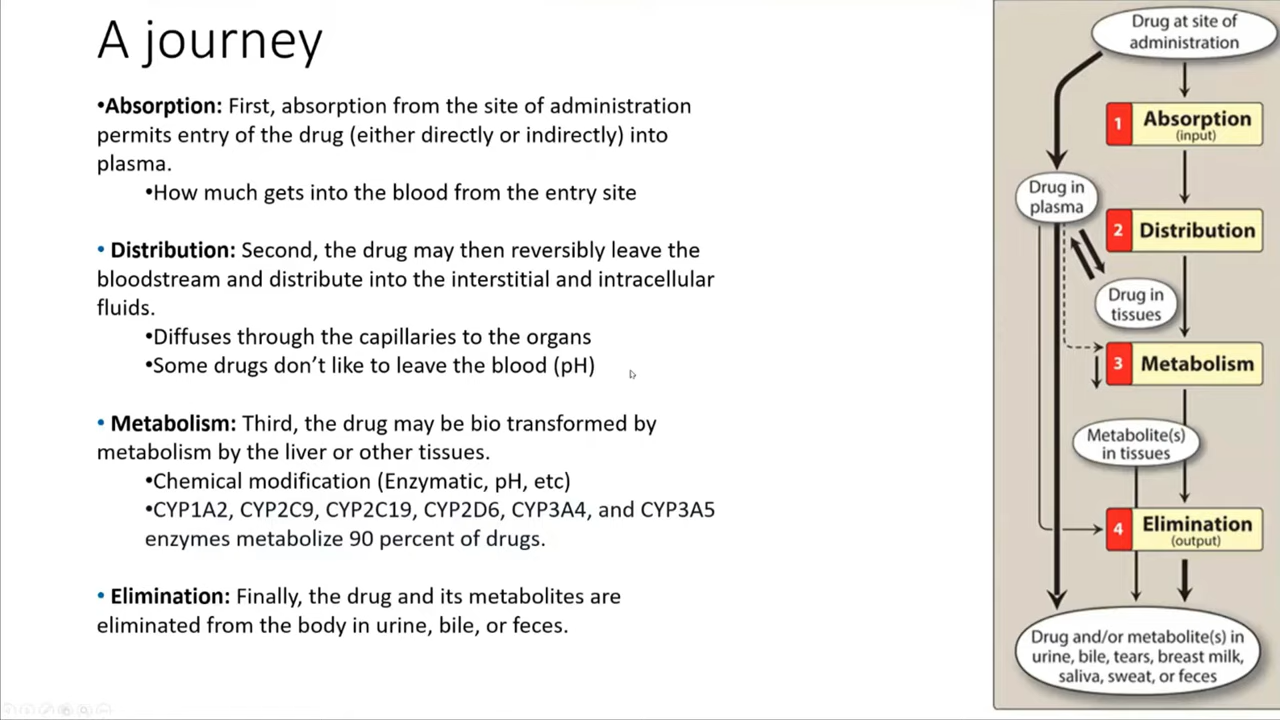 A journey
•Absorption: First, absorption from the site of administration
permits entry of the drug (either directly or indirectly) into
plasma.
•How much gets into the blood from the entry site
• Distribution: Second, the drug may then reversibly leave the
bloodstream and distribute into the interstitial and intracellular
fluids.
•Diffuses through the capillaries to the organs
•Some drugs don’t like to leave the blood (pH)
• Metabolism: Third, the drug may be bio transformed by
metabolism by the liver or other tissues.
•Chemical modification (Enzymatic, pH, etc)
•CYP1A2, CYP2C9, CYP2C19, CYP2D6, CYP3A4, and CYP3A5
enzymes metabolize 90 percent of drugs.
• Elimination: Finally, the drug and its metabolites are
eliminated from the body in urine, bile, or feces.
Drug at site of
administration
1 Absorption
(input)
Drug in
plasma
2 Distribution
Drug in
tissues
3 Metabolism
Metabolite(s)
in tissues
4 Elimination
(output)
Drug and/or metabolite(s) in
urine, bile, tears, breast milk,
saliva, sweat, or feces